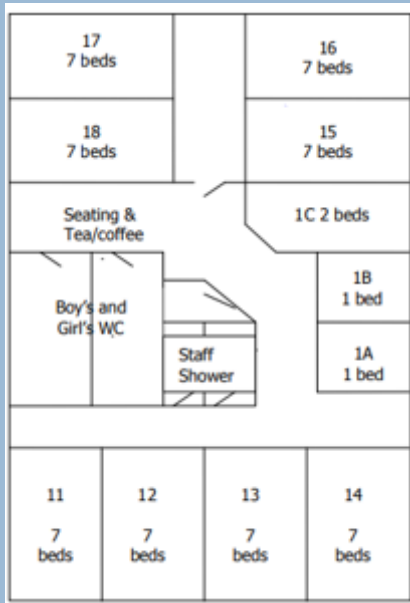 17
7 beds
16
7 beds
18
7 beds
15
7 beds
Seating &
Tea/coffee
1C 2 beds
1B
1 bed
Boy's and
Girl's WC
Staff
Shower
1A
1 bed
11
7
beds
12
7
beds
13
7
beds
14
7
beds